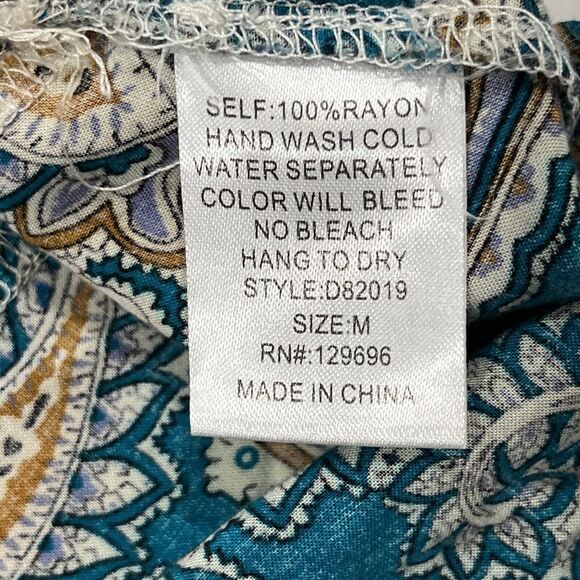 SELF:100%RAYON
HAND WASH COLD
WATER SEPARATELY
COLOR WILL BLEED
NO BLEACH
HANG TO DRY
STYLE:D82019
SIZE:M
RN#:129696
MADE IN CHINA